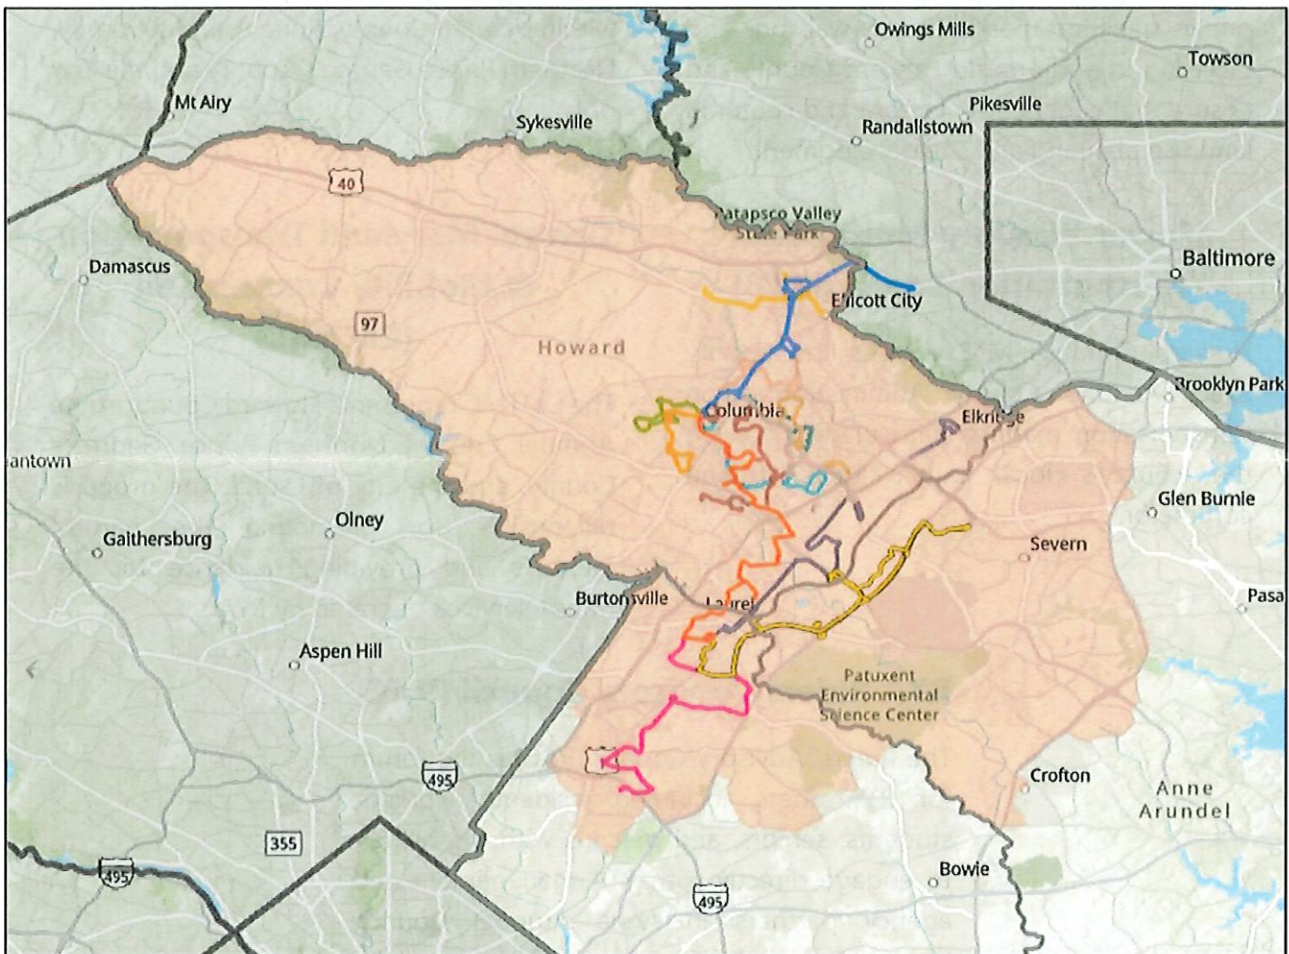 Owings Mills
Towson
Mt Airy
Sykesville
Pikesville
Randallstown
40
Patapsco Valley
State Park
Damascus
Baltimore
Ellicott City
97
Howard
Brooklyn Park
Columbia
Elkridge
antown
Glen Burnie
Olney
Gaithersburg
Severn
Burtonsville
Laurel
Pasa
Aspen Hill
Patuxent
Environmental
Science Center
495
Crofton
Anne
Arundel
355
495
Bowie
495